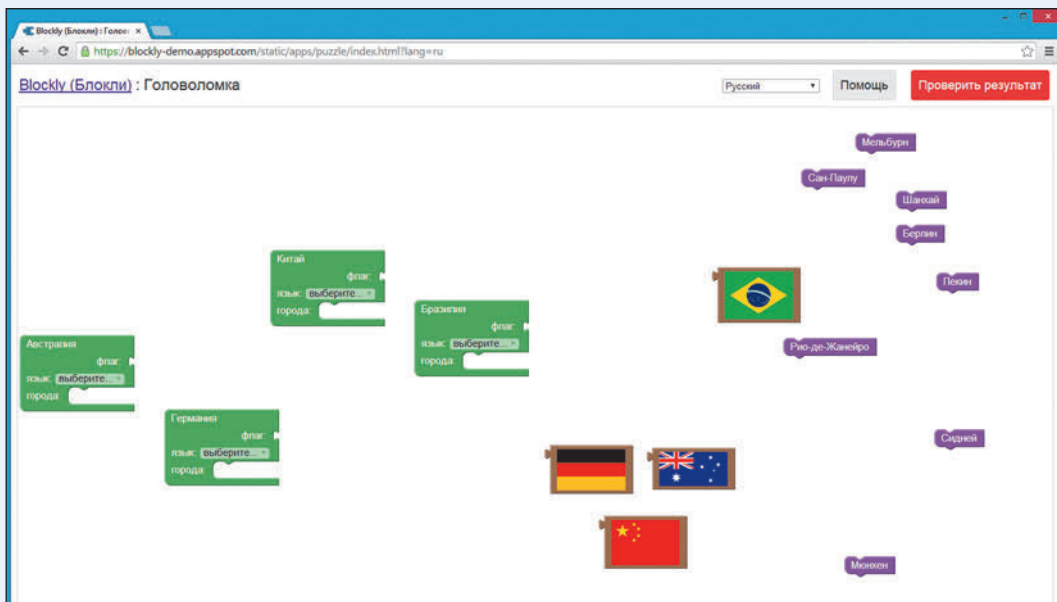 Blockly (Блокли) : Голов
https://blockly-demo.appspot.com/static/apps/puzzle/index.html?lang=ru
Blockly (Блокли) : Головоломка
Русский
Помощь
Проверить результат
Мельбурн
Сан-Паулу
Шанхай
Берлин
Китай
флаг:
язык: выберите...
города:
Пекин
Бразилия
флаг:
язык: выберите...
города:
Рио-де-Жанейро
Австралия
флаг:
язык: выберите...
города:
Германия
флаг:
язык: выберите...
города:
Сидней
Мюнхен